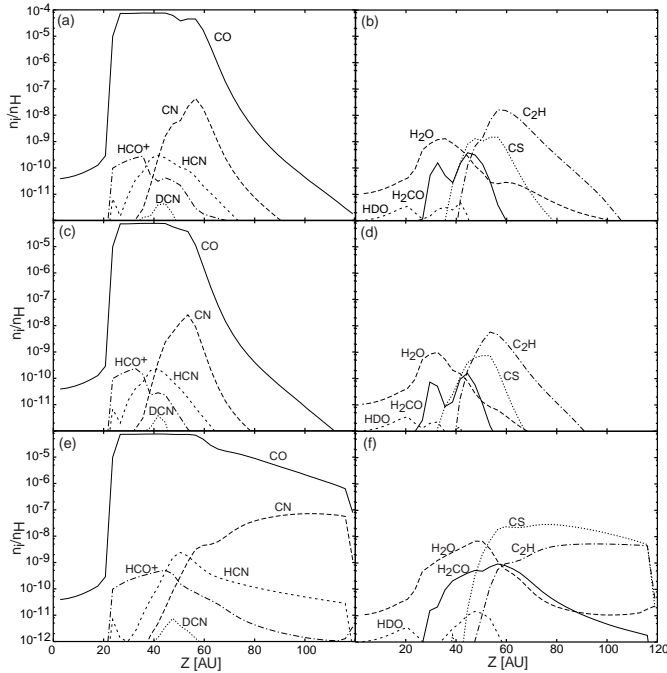 (a)
10⁻⁴
10⁻⁵
10⁻⁶
10⁻⁷
10⁻⁸
10⁻⁹
10⁻¹⁰
10⁻¹¹
nᵢ/n_H
CO
CN
HCO⁺
HCN
DCN
(b)
C₂H
H₂O
CS
H₂CO
HDO
(c)
10⁻⁵
10⁻⁶
10⁻⁷
10⁻⁸
10⁻⁹
10⁻¹⁰
10⁻¹¹
nᵢ/n_H
CO
CN
HCO⁺
HCN
DCN
(d)
C₂H
H₂O
CS
H₂CO
HDO
(e)
10⁻⁵
10⁻⁶
10⁻⁷
10⁻⁸
10⁻⁹
10⁻¹⁰
10⁻¹¹
10⁻¹²
nᵢ/n_H
CO
CN
HCN
HCO⁺
DCN
0 20 40 60 80 100
Z [AU]
(f)
CS
H₂O
C₂H
H₂CO
HDO
20 40 60 80 100 120
Z [AU]